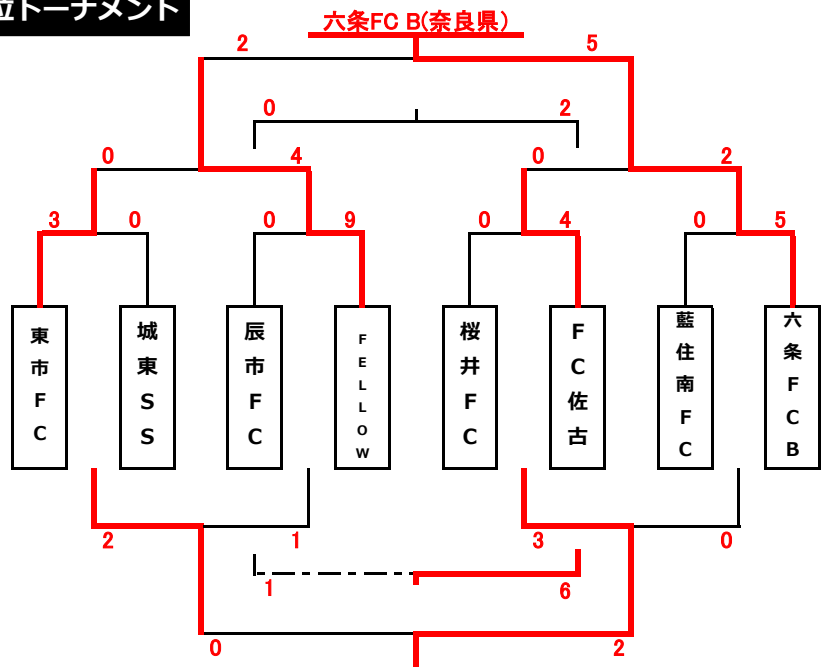 位トーナメント
六条FC B(奈良県)
2 5
0 2
0 4 0 2
3 0 0 9 0 4 0 5
東市FC
城東SS
辰市FC
FELLOW
桜井FC
FC佐古
藍住南FC
六条FCB
2 1 3 0
1 6
0 2